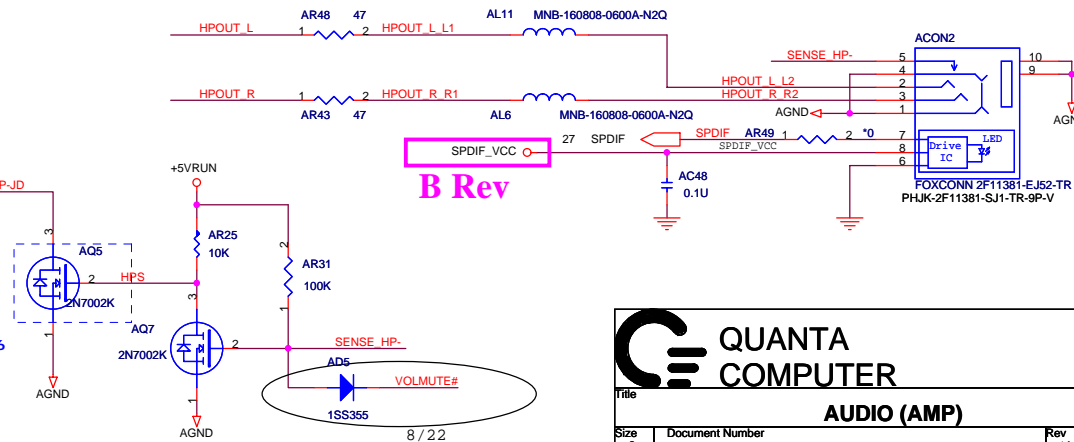 AR48 47 AL11 MNB-160808-0600A-N2Q
HPOUT_L 1 2 HPOUT_L_L1
ACON2
SENSE_HP- 5 10
4 9
HPOUT_L_L2 2
HPOUT_R 1 2 HPOUT_R_R1 HPOUT_R_R2 3
AR43 47 AL6 MNB-160808-0600A-N2Q AGND 1
27 SPDIF SPDIF AR49 1 2 *0 7
SPDIF_VCC SPDIF_VCC 8
6
Drive IC LED
B Rev
AC48
0.1U
FOXCONN 2F11381-EJ52-TR
PHJK-2F11381-SJ1-TR-9P-V
+5VRUN
P-JD
3 AR25
10K
2
AQ5 AR31
100K
2 HPS
2N7002K 3 1
1 AQ7
2N7002K 2 SENSE_HP-
AD5
VOLMUTE#
1SS355
1
AGND
AGND
8/22
QUANTA
COMPUTER
Title
AUDIO (AMP)
Size Document Number Rev